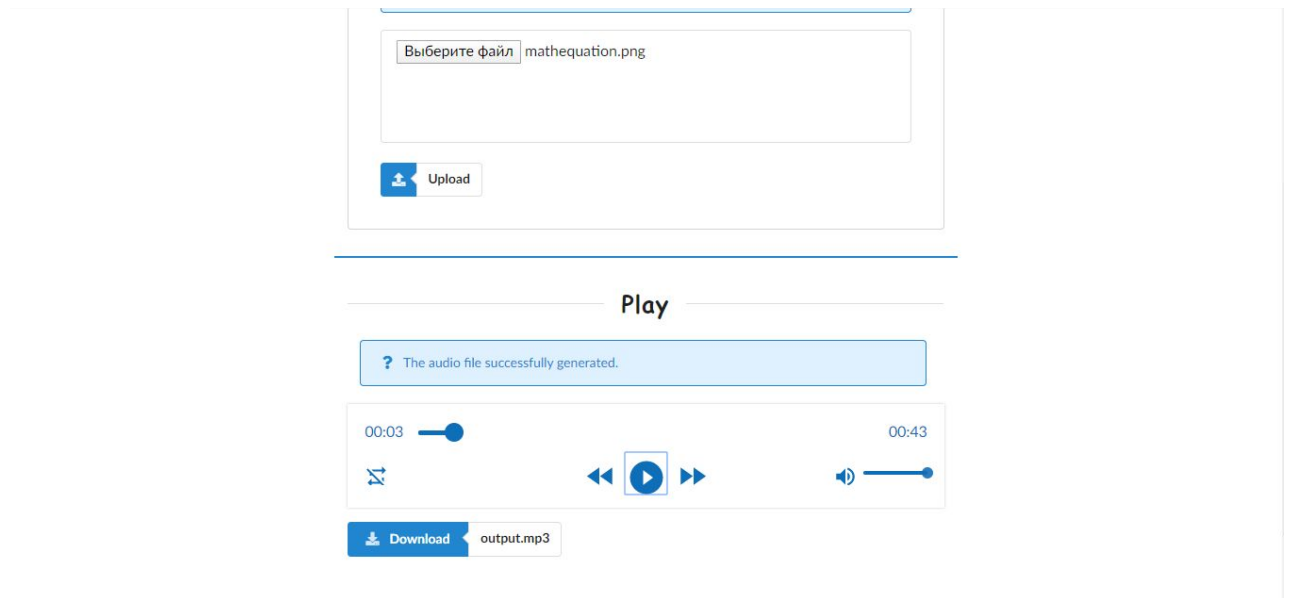 Выберите файл mathequation.png
Upload
Play
? The audio file successfully generated.
00:03 00:43
Download output.mp3